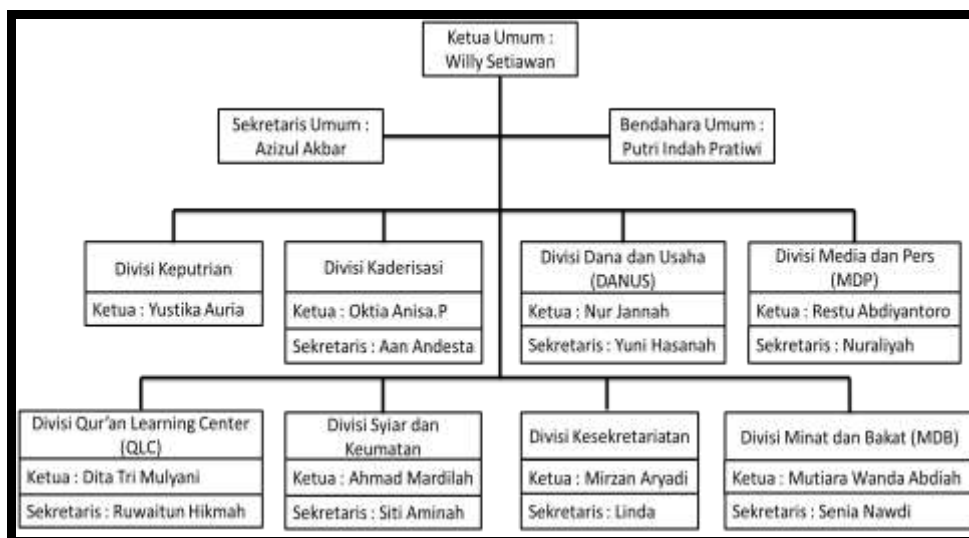 Ketua Umum :
Willy Setiawan
Sekretaris Umum :
Azizul Akbar
Bendahara Umum :
Putri Indah Pratiwi
Divisi Keputrian
Ketua : Yustika Auria
Divisi Kaderisasi
Ketua : Oktia Anisa.P
Sekretaris : Aan Andesta
Divisi Dana dan Usaha
(DANUS)
Ketua : Nur Jannah
Sekretaris : Yuni Hasanah
Divisi Media dan Pers
(MDP)
Ketua : Restu Abdiyantoro
Sekretaris : Nuraliyah
Divisi Qur'an Learning Center
(QLC)
Ketua : Dita Tri Mulyani
Sekretaris : Ruwaitun Hikmah
Divisi Syiar dan
Keumatan
Ketua : Ahmad Mardilah
Sekretaris : Siti Aminah
Divisi Kesekretariatan
Ketua : Mirzan Aryadi
Sekretaris : Linda
Divisi Minat dan Bakat (MDB)
Ketua : Mutiara Wanda Abdiah
Sekretaris : Senia Nawdi